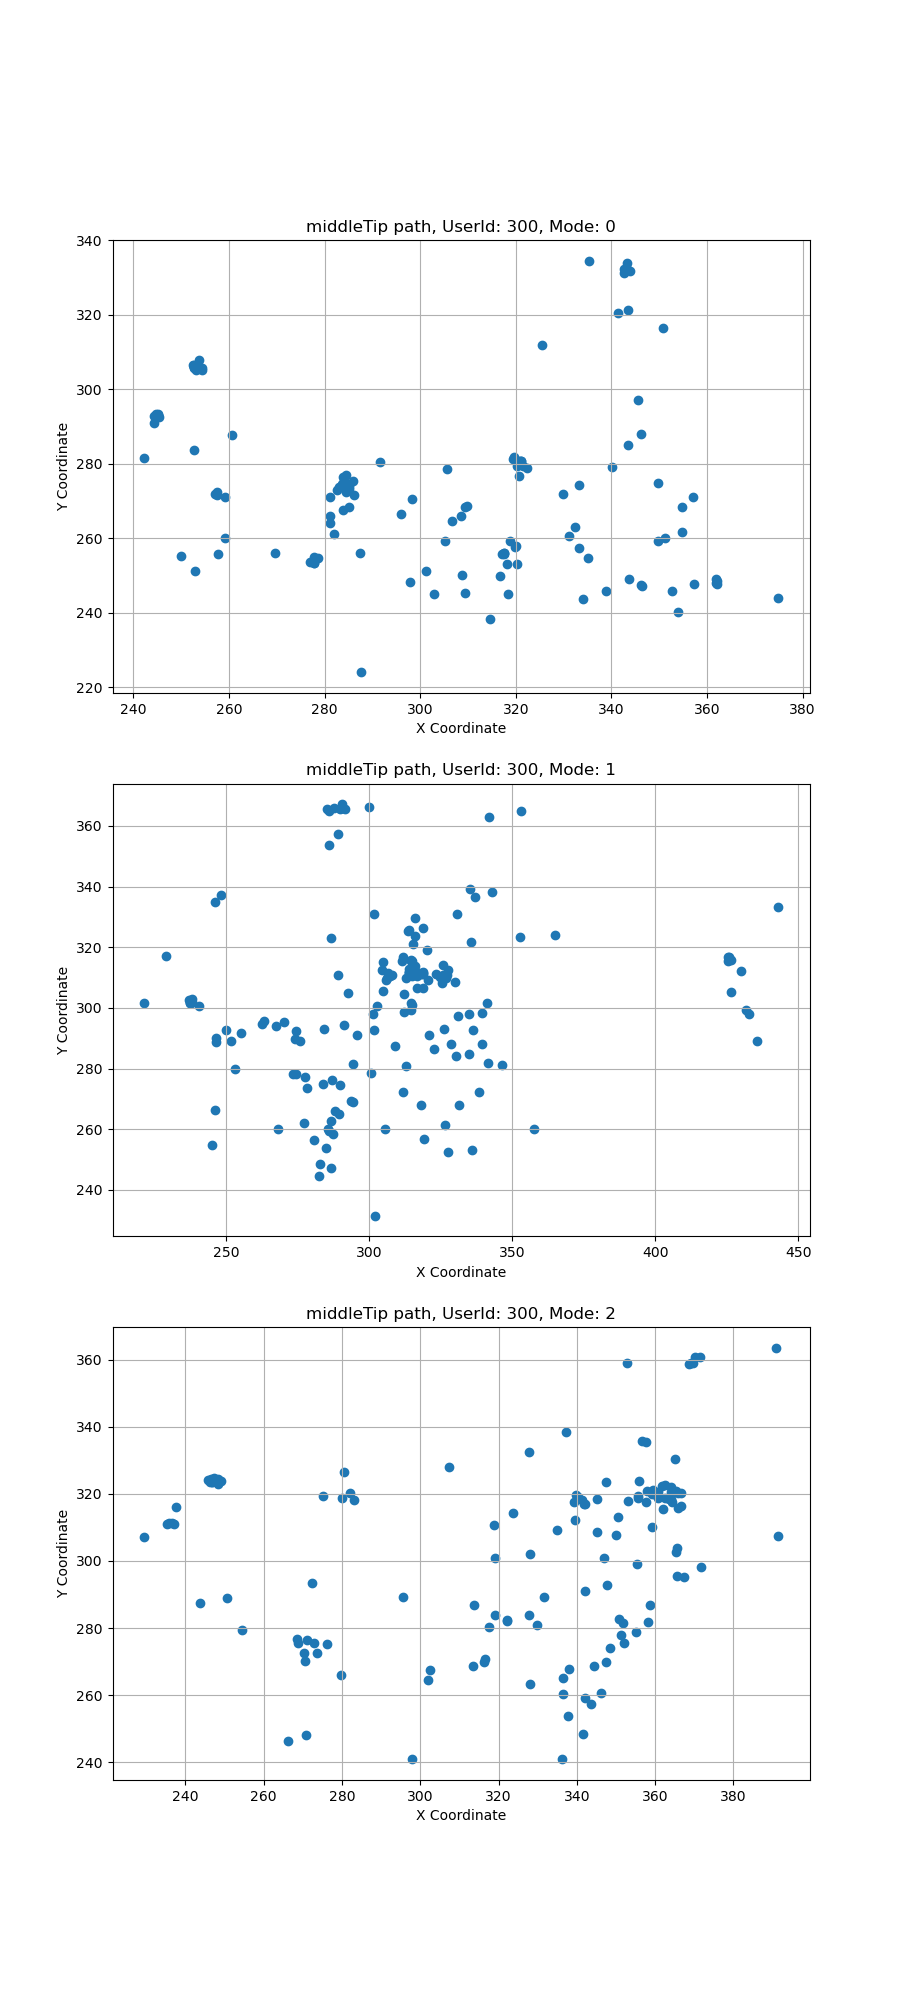 middleTip path, UserId: 300, Mode: 0
340
320
300
280
260
240
220
Y Coordinate
240 260 280 300 320 340 360 380
X Coordinate
middleTip path, UserId: 300, Mode: 1
360
340
320
300
280
260
240
Y Coordinate
250 300 350 400 450
X Coordinate
middleTip path, UserId: 300, Mode: 2
360
340
320
300
280
260
240
Y Coordinate
240 260 280 300 320 340 360 380
X Coordinate